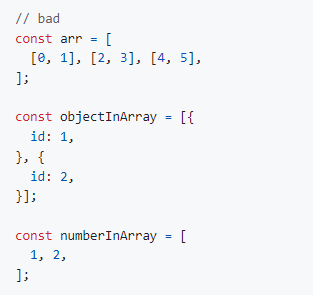 // bad
const arr = [
  [0, 1], [2, 3], [4, 5],
];

const objectInArray = [{
  id: 1,
}, {
  id: 2,
}];

const numberInArray = [
  1, 2,
];